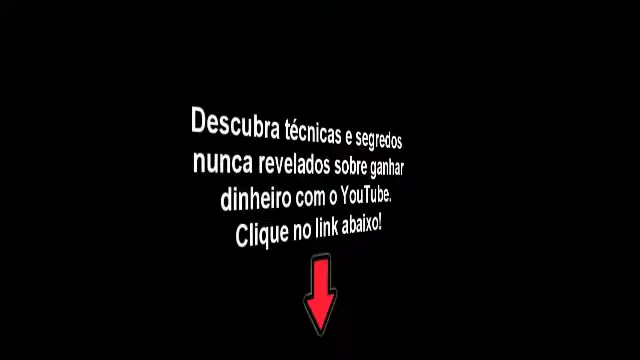 Descubra técnicas e segredos
nunca revelados sobre ganhar
dinheiro com o YouTube.
Clique no link abaixo!